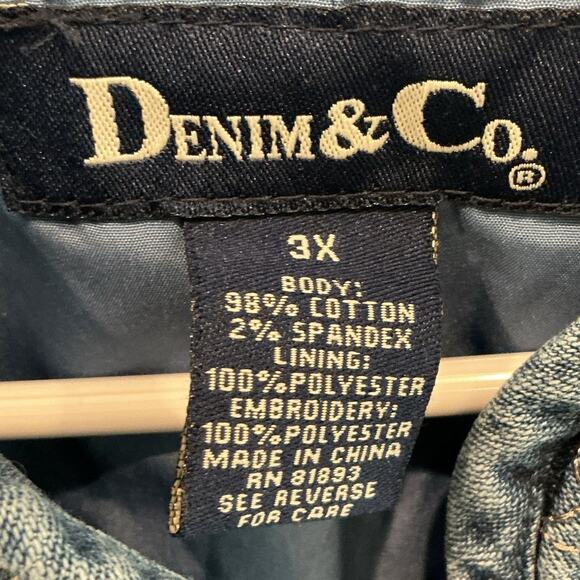 DENIM & CO.®
3X
BODY:
98% COTTON
2% SPANDEX
LINING:
100% POLYESTER
EMBROIDERY:
100% POLYESTER
MADE IN CHINA
RN 81893
SEE REVERSE
FOR CARE